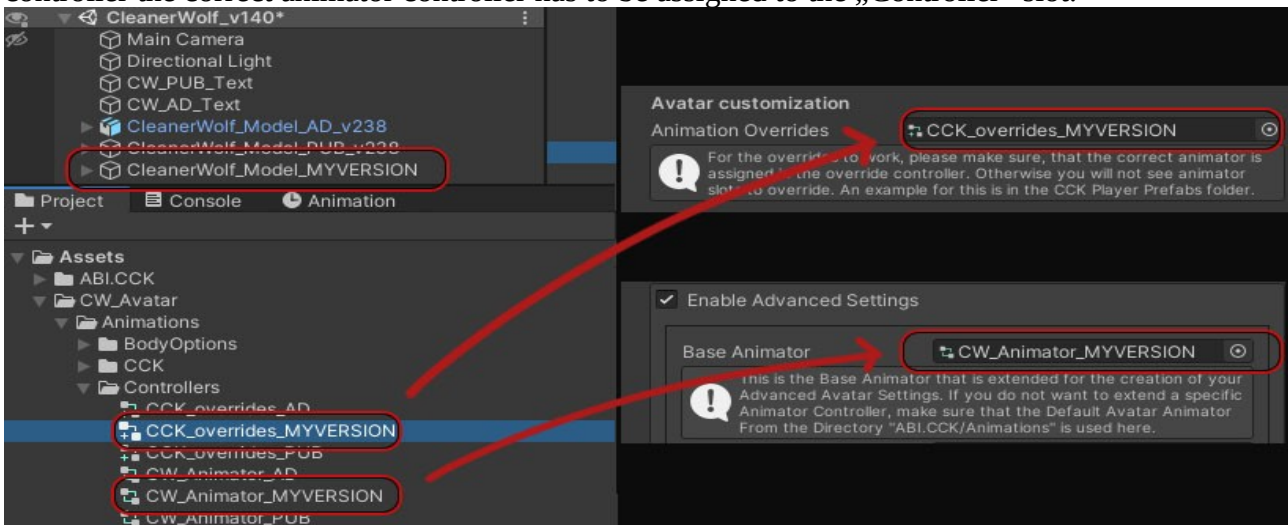 controller the correct animator controller has to be assigned to the „Controller“ slot.
CleanerWolf_v140*
Main Camera
Directional Light
CW_PUB_Text
CW_AD_Text
CleanerWolf_Model_AD_v238
CleanerWolf_Model_PUB_v238
CleanerWolf_Model_MYVERSION
Project Console Animation
Assets
ABI.CCK
CW_Avatar
Animations
BodyOptions
CCK
Controllers
CCK_overrides_AD
CCK_overrides_MYVERSION
CCK_overrides_PUB
CW_Animator_AD
CW_Animator_MYVERSION
CW_Animator_PUB
Avatar customization
Animation Overrides CCK_overrides_MYVERSION
For the overrides to work, please make sure, that the correct animator is
assigned in the override controller. Otherwise you will not see animator
slots to override. An example for this is in the CCK Player Prefabs folder.
Enable Advanced Settings
Base Animator CW_Animator_MYVERSION
This is the Base Animator that is extended for the creation of your
Advanced Avatar Settings. If you do not want to extend a specific
Animator Controller, make sure that the Default Avatar Animator
From the Directory "ABI.CCK/Animations" is used here.